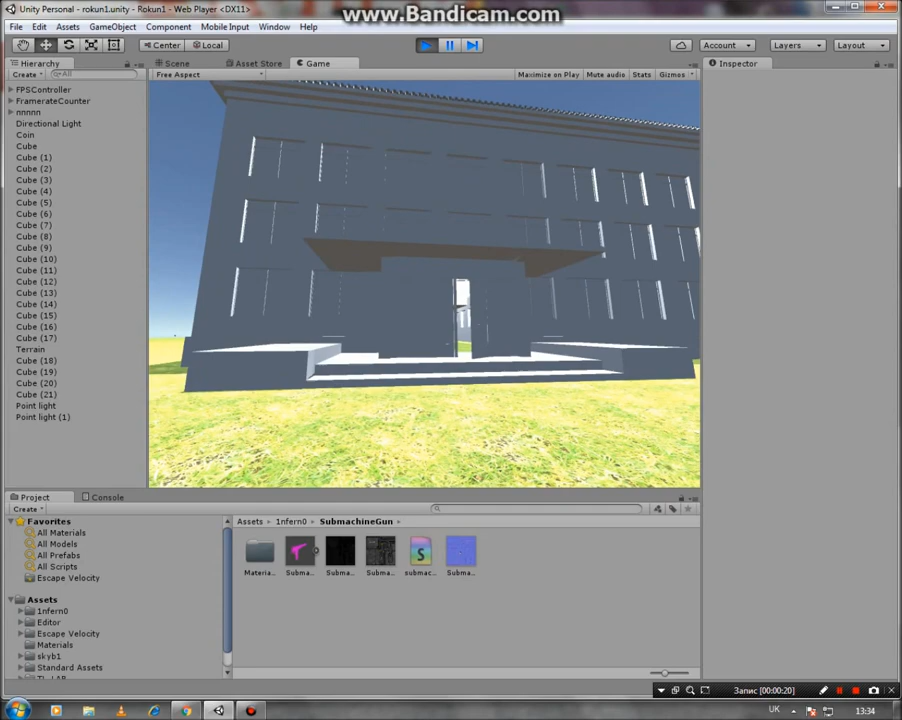 www.Bandicam.com
Unity Personal - rokun1.unity - Rokun1 - Web Player <DX11>
File Edit Assets GameObject Component Mobile Input Window Help
Center Local Account Layers Layout
Hierarchy Scene Asset Store Game Inspector
Create All Free Aspect Maximize on Play Mute audio Stats Gizmos
FPSController
FramerateCounter
nnnnn
Directional Light
Coin
Cube
Cube (1)
Cube (2)
Cube (3)
Cube (4)
Cube (5)
Cube (6)
Cube (7)
Cube (8)
Cube (9)
Cube (10)
Cube (11)
Cube (12)
Cube (13)
Cube (14)
Cube (15)
Cube (16)
Cube (17)
Terrain
Cube (18)
Cube (19)
Cube (20)
Cube (21)
Point light
Point light (1)
Project Console
Create
Favorites
All Materials
All Models
All Prefabs
All Scripts
Escape Velocity
Assets
1nfern0
Editor
Escape Velocity
Materials
skyb1
Standard Assets
Assets 1nfern0 SubmachineGun
Materia... Subma... Subma... Subma... submac... Subma...
Запис [00:00:20]
UK 13:34